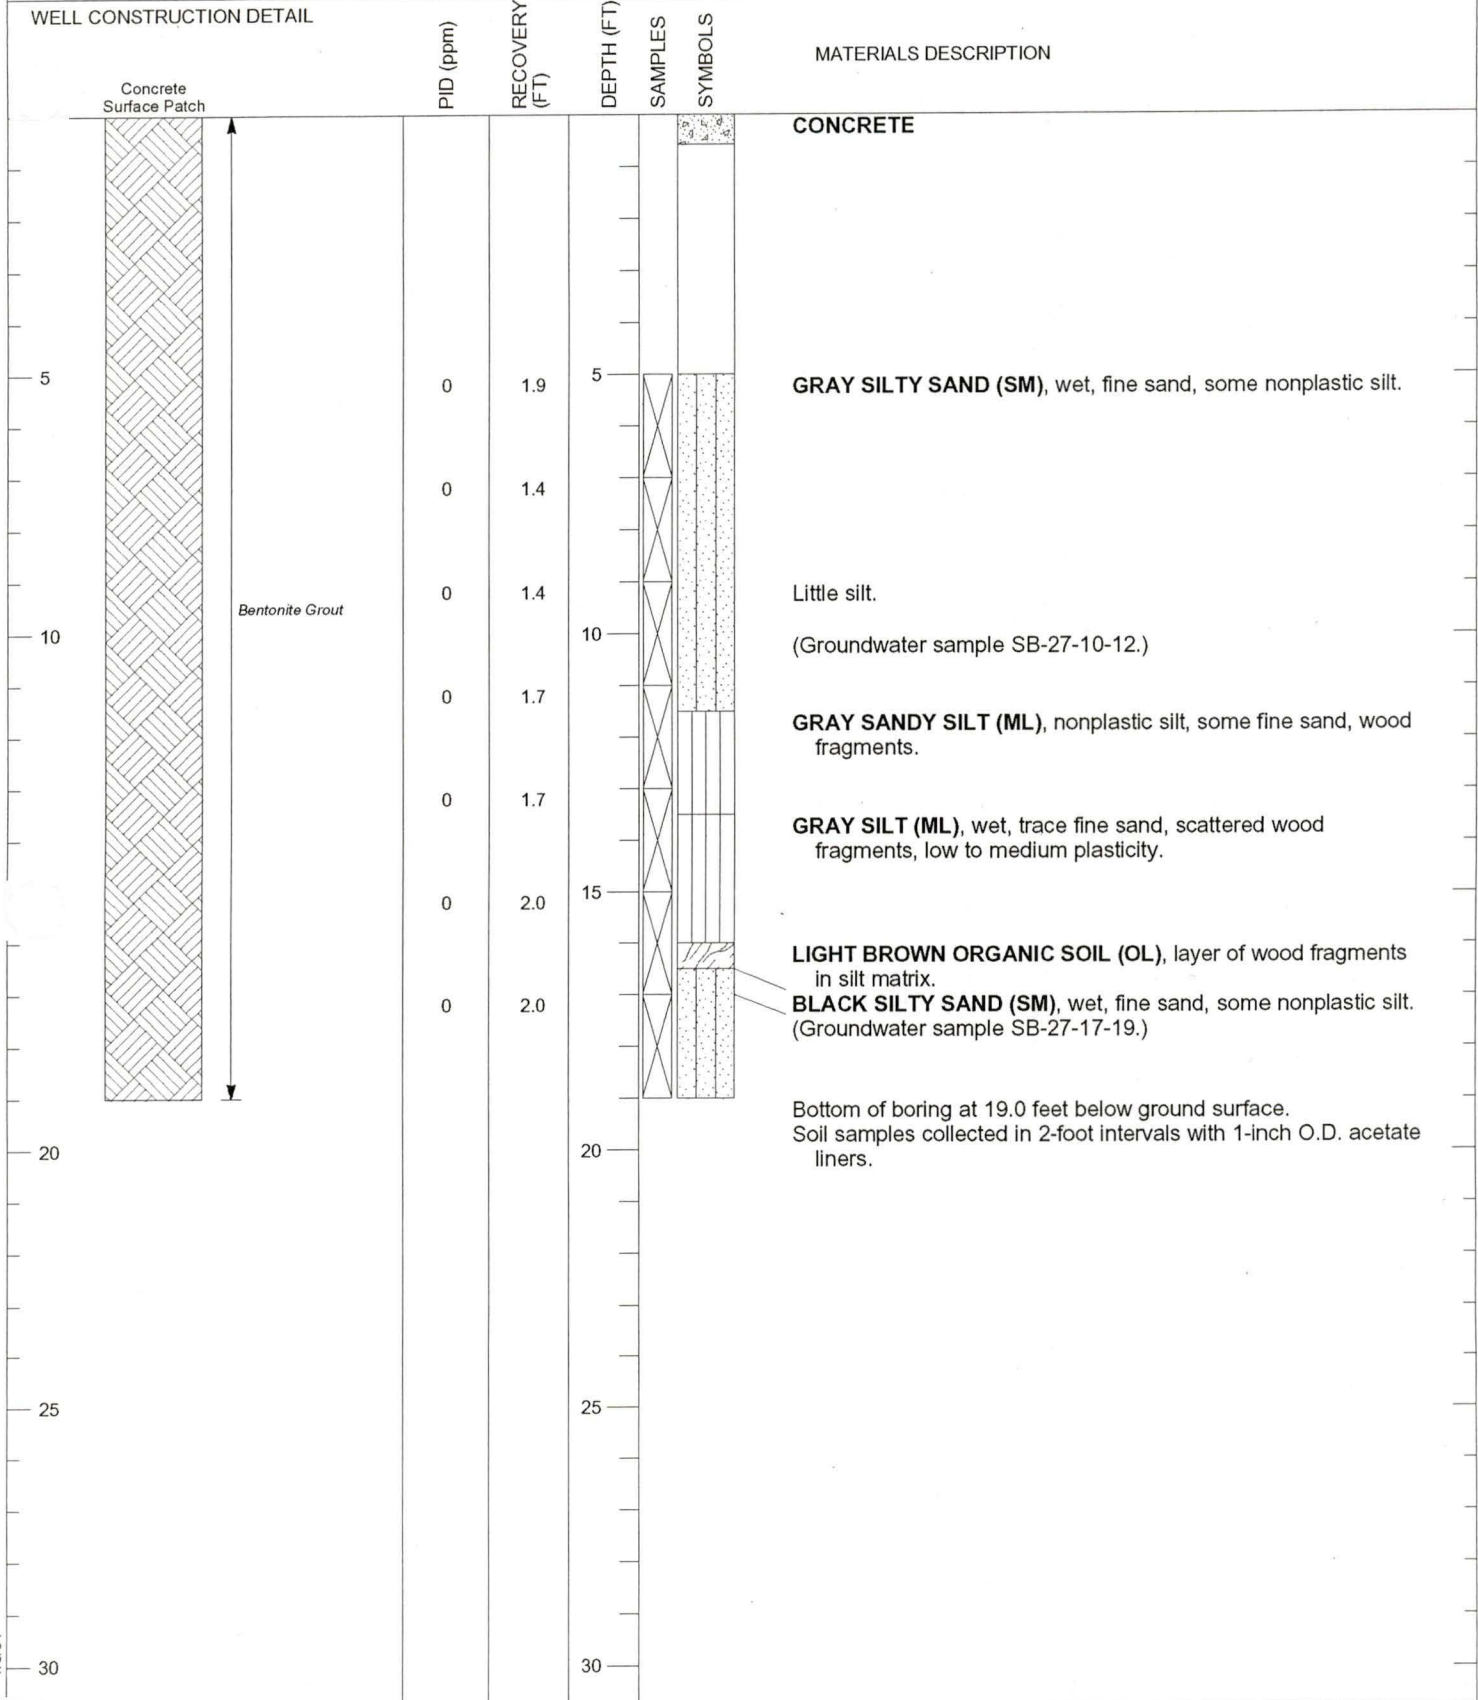 WELL CONSTRUCTION DETAIL
PID (ppm)
RECOVERY
(FT)
DEPTH (FT)
SAMPLES
SYMBOLS
MATERIALS DESCRIPTION
Concrete
Surface Patch
CONCRETE
5
0
1.9
5
GRAY SILTY SAND (SM), wet, fine sand, some nonplastic silt.
0
1.4
0
1.4
Little silt.
Bentonite Grout
10
10
(Groundwater sample SB-27-10-12.)
0
1.7
GRAY SANDY SILT (ML), nonplastic silt, some fine sand, wood
fragments.
0
1.7
GRAY SILT (ML), wet, trace fine sand, scattered wood
fragments, low to medium plasticity.
15
0
2.0
LIGHT BROWN ORGANIC SOIL (OL), layer of wood fragments
in silt matrix.
0
2.0
BLACK SILTY SAND (SM), wet, fine sand, some nonplastic silt.
(Groundwater sample SB-27-17-19.)
Bottom of boring at 19.0 feet below ground surface.
Soil samples collected in 2-foot intervals with 1-inch O.D. acetate
liners.
20
20
25
25
30
30